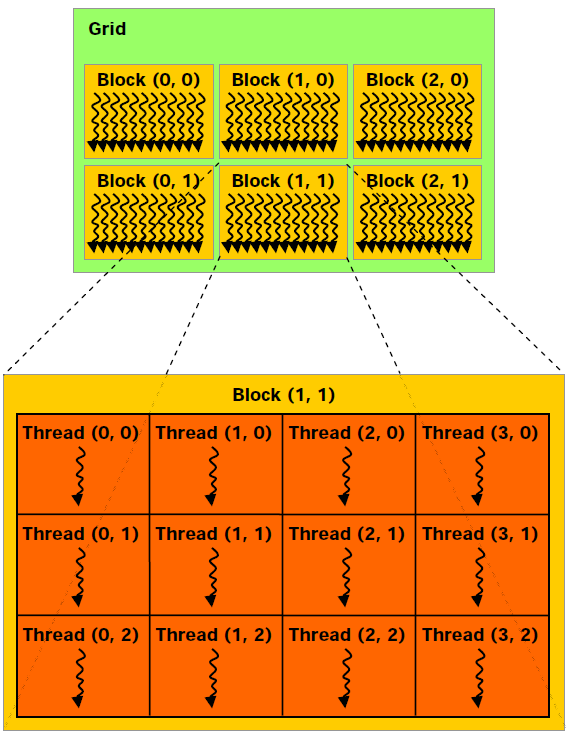 Grid
Block (0, 0) Block (1, 0) Block (2, 0)
Block (0, 1) Block (1, 1) Block (2, 1)
Block (1, 1)
Thread (0, 0) Thread (1, 0) Thread (2, 0) Thread (3, 0)
Thread (0, 1) Thread (1, 1) Thread (2, 1) Thread (3, 1)
Thread (0, 2) Thread (1, 2) Thread (2, 2) Thread (3, 2)